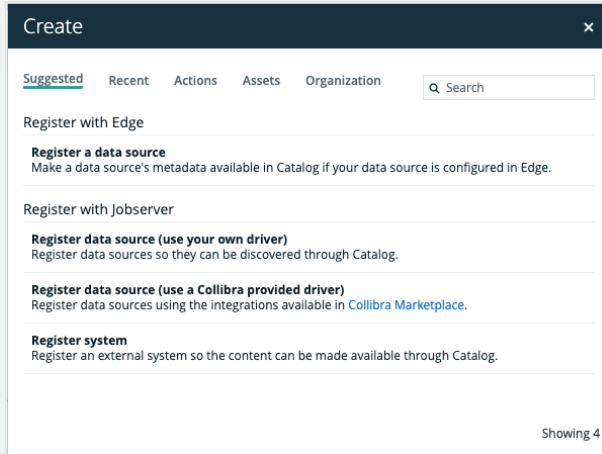 Create ×
Suggested Recent Actions Assets Organization Search
Register with Edge
Register a data source
Make a data source's metadata available in Catalog if your data source is configured in Edge.
Register with Jobserver
Register data source (use your own driver)
Register data sources so they can be discovered through Catalog.
Register data source (use a Collibra provided driver)
Register data sources using the integrations available in Collibra Marketplace.
Register system
Register an external system so the content can be made available through Catalog.
Showing 4